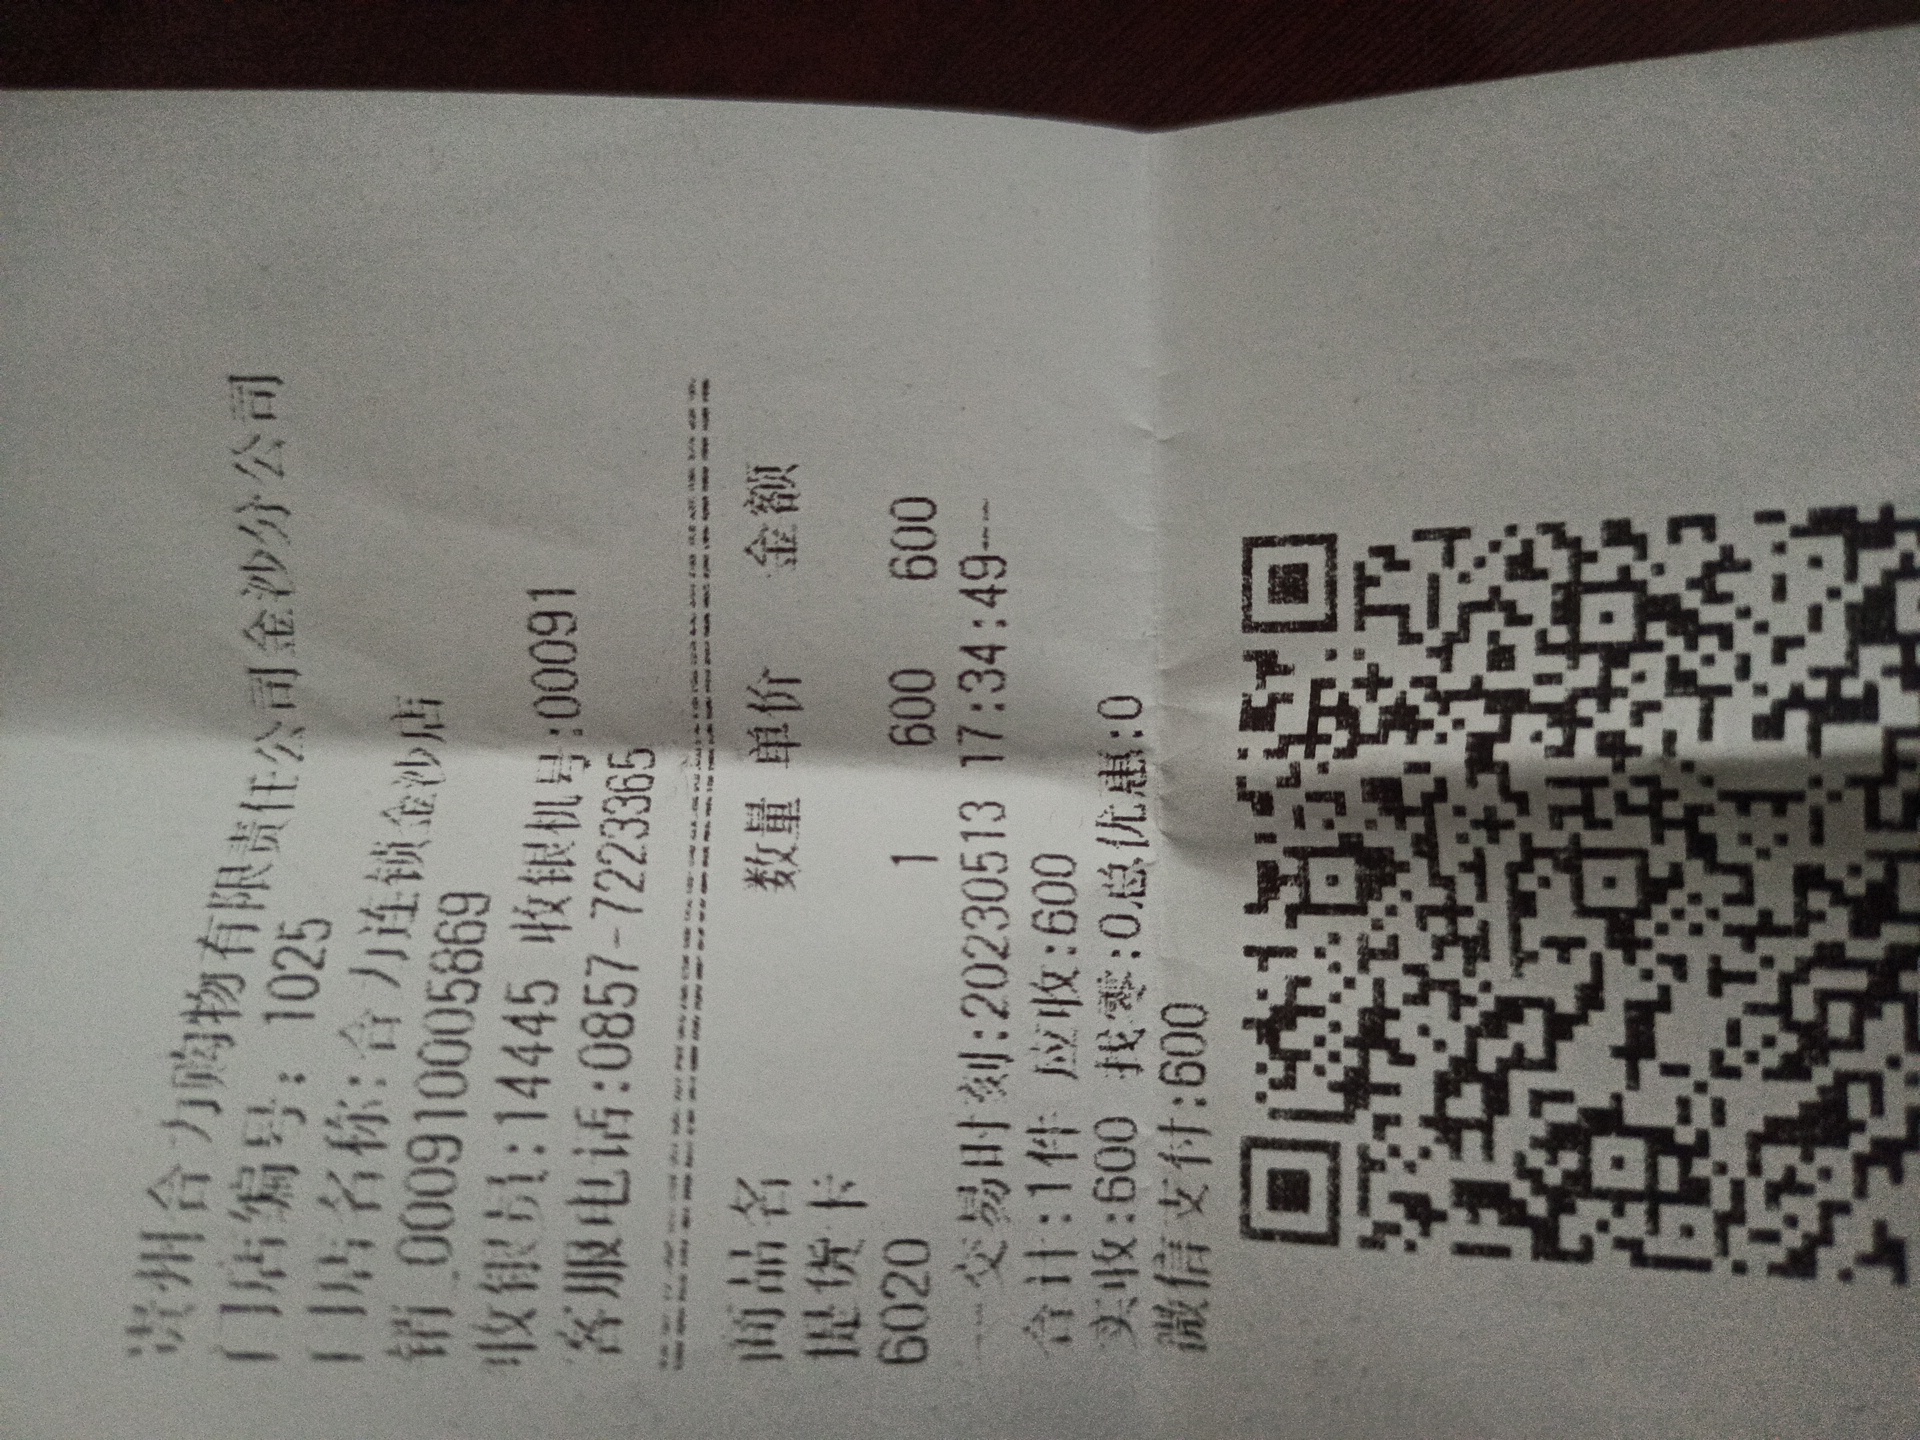 贵州合力购物有限责任公司金沙分公司
门店编号: 1025
门店名称:合力连锁金沙店
销 0009100005869
收银员:14445 收银机号:00091
客服电话:0857-7223365
商品名 数量 单价 金额
提货卡
6020 1 600 600
--交易时刻:20230513 17:34:49--
合计:1件 应收:600
实收:600 找零:0总优惠:0
微信支付:600